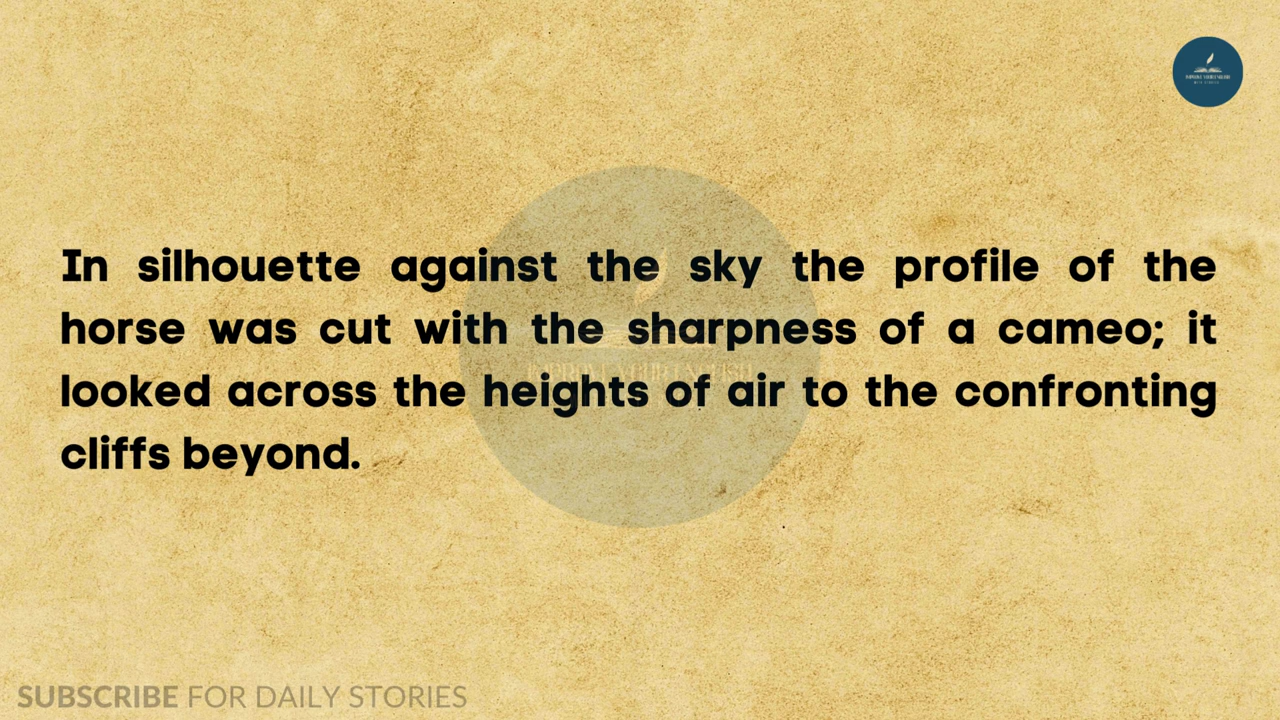 In silhouette against the sky the profile of the
horse was cut with the sharpness of a cameo; it
looked across the heights of air to the confronting
cliffs beyond.
SUBSCRIBE FOR DAILY STORIES